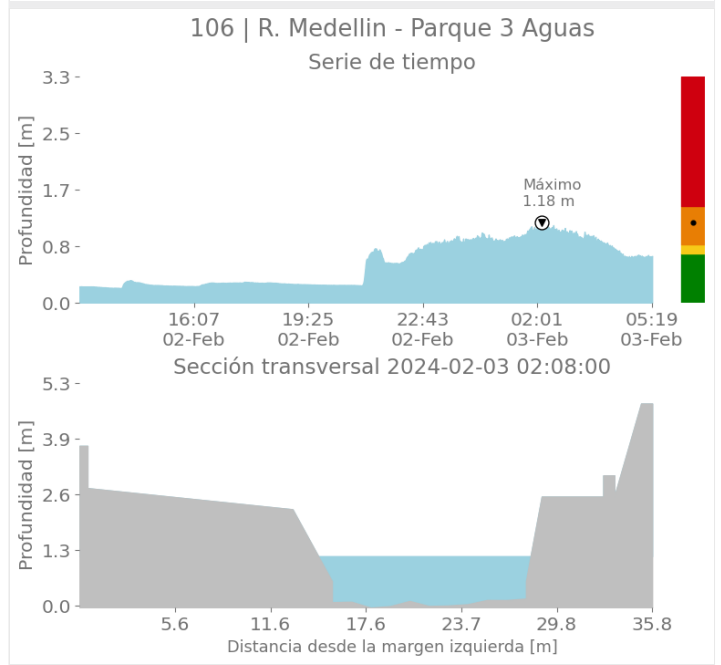 106 | R. Medellin - Parque 3 Aguas
Serie de tiempo
Profundidad [m]
3.3
2.5
1.7
0.8
0.0
Máximo
1.18 m
16:07 19:25 22:43 02:01 05:19
02-Feb 02-Feb 02-Feb 03-Feb 03-Feb
Sección transversal 2024-02-03 02:08:00
Profundidad [m]
5.3
3.9
2.6
1.3
0.0
5.6 11.6 17.6 23.7 29.8 35.8
Distancia desde la margen izquierda [m]